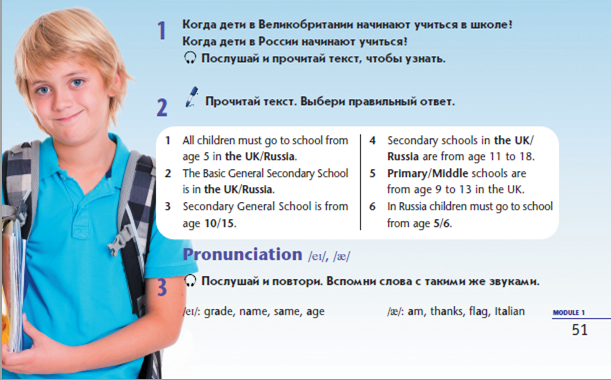 1 Когда дети в Великобритании начинают учиться в школе?
Когда дети в России начинают учиться?
Послушай и прочитай текст, чтобы узнать.
2 Прочитай текст. Выбери правильный ответ.
1 All children must go to school from
age 5 in the UK/Russia.
2 The Basic General Secondary School
is in the UK/Russia.
3 Secondary General School is from
age 10/15.
4 Secondary schools in the UK/
Russia are from age 11 to 18.
5 Primary/Middle schools are
from age 9 to 13 in the UK.
6 In Russia children must go to school
from age 5/6.
Pronunciation /eɪ/, /æ/
3 Послушай и повтори. Вспомни слова с такими же звуками.
/eɪ/: grade, name, same, age
/æ/: am, thanks, flag, Italian
MODULE 1
51